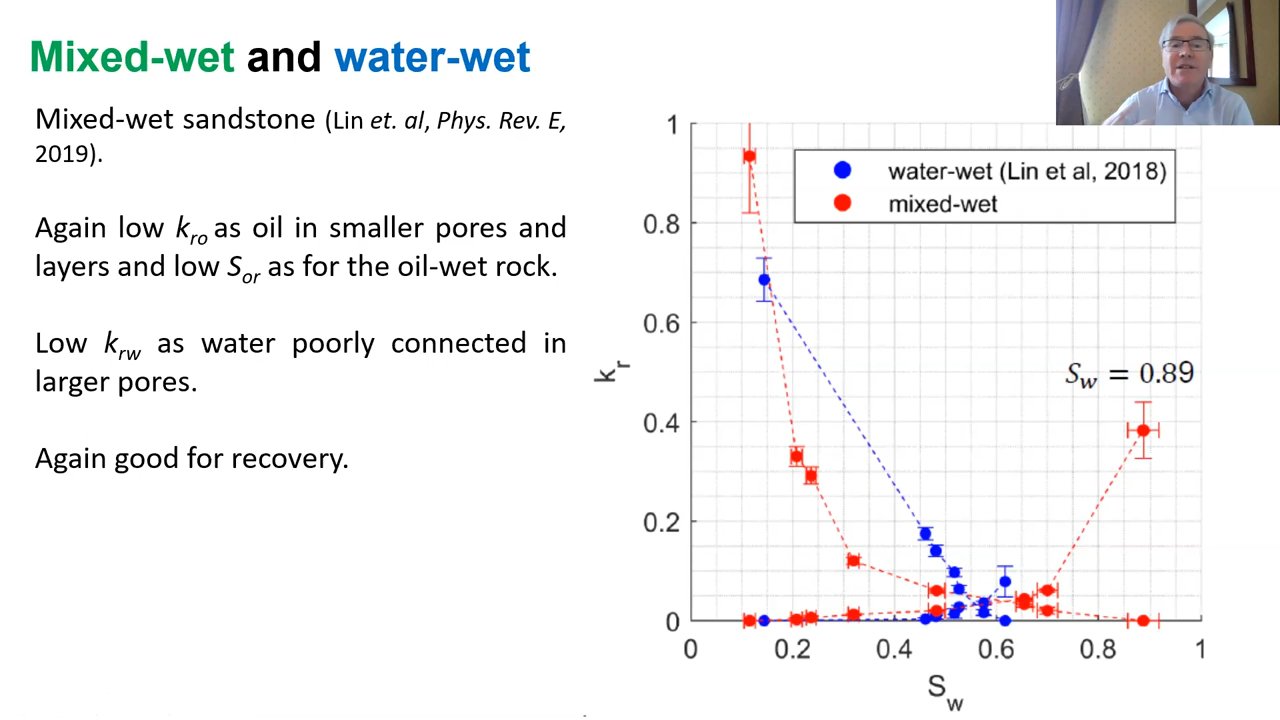 Mixed-wet and water-wet
Mixed-wet sandstone (Lin et. al, Phys. Rev. E,
2019).
Again low kro as oil in smaller pores and
layers and low Sor as for the oil-wet rock.
Low krw as water poorly connected in
larger pores.
Again good for recovery.
1
0.8
0.6
0.4
0.2
0
kr
water-wet (Lin et al, 2018)
mixed-wet
Sw = 0.89
0
0.2
0.4
0.6
0.8
1
Sw